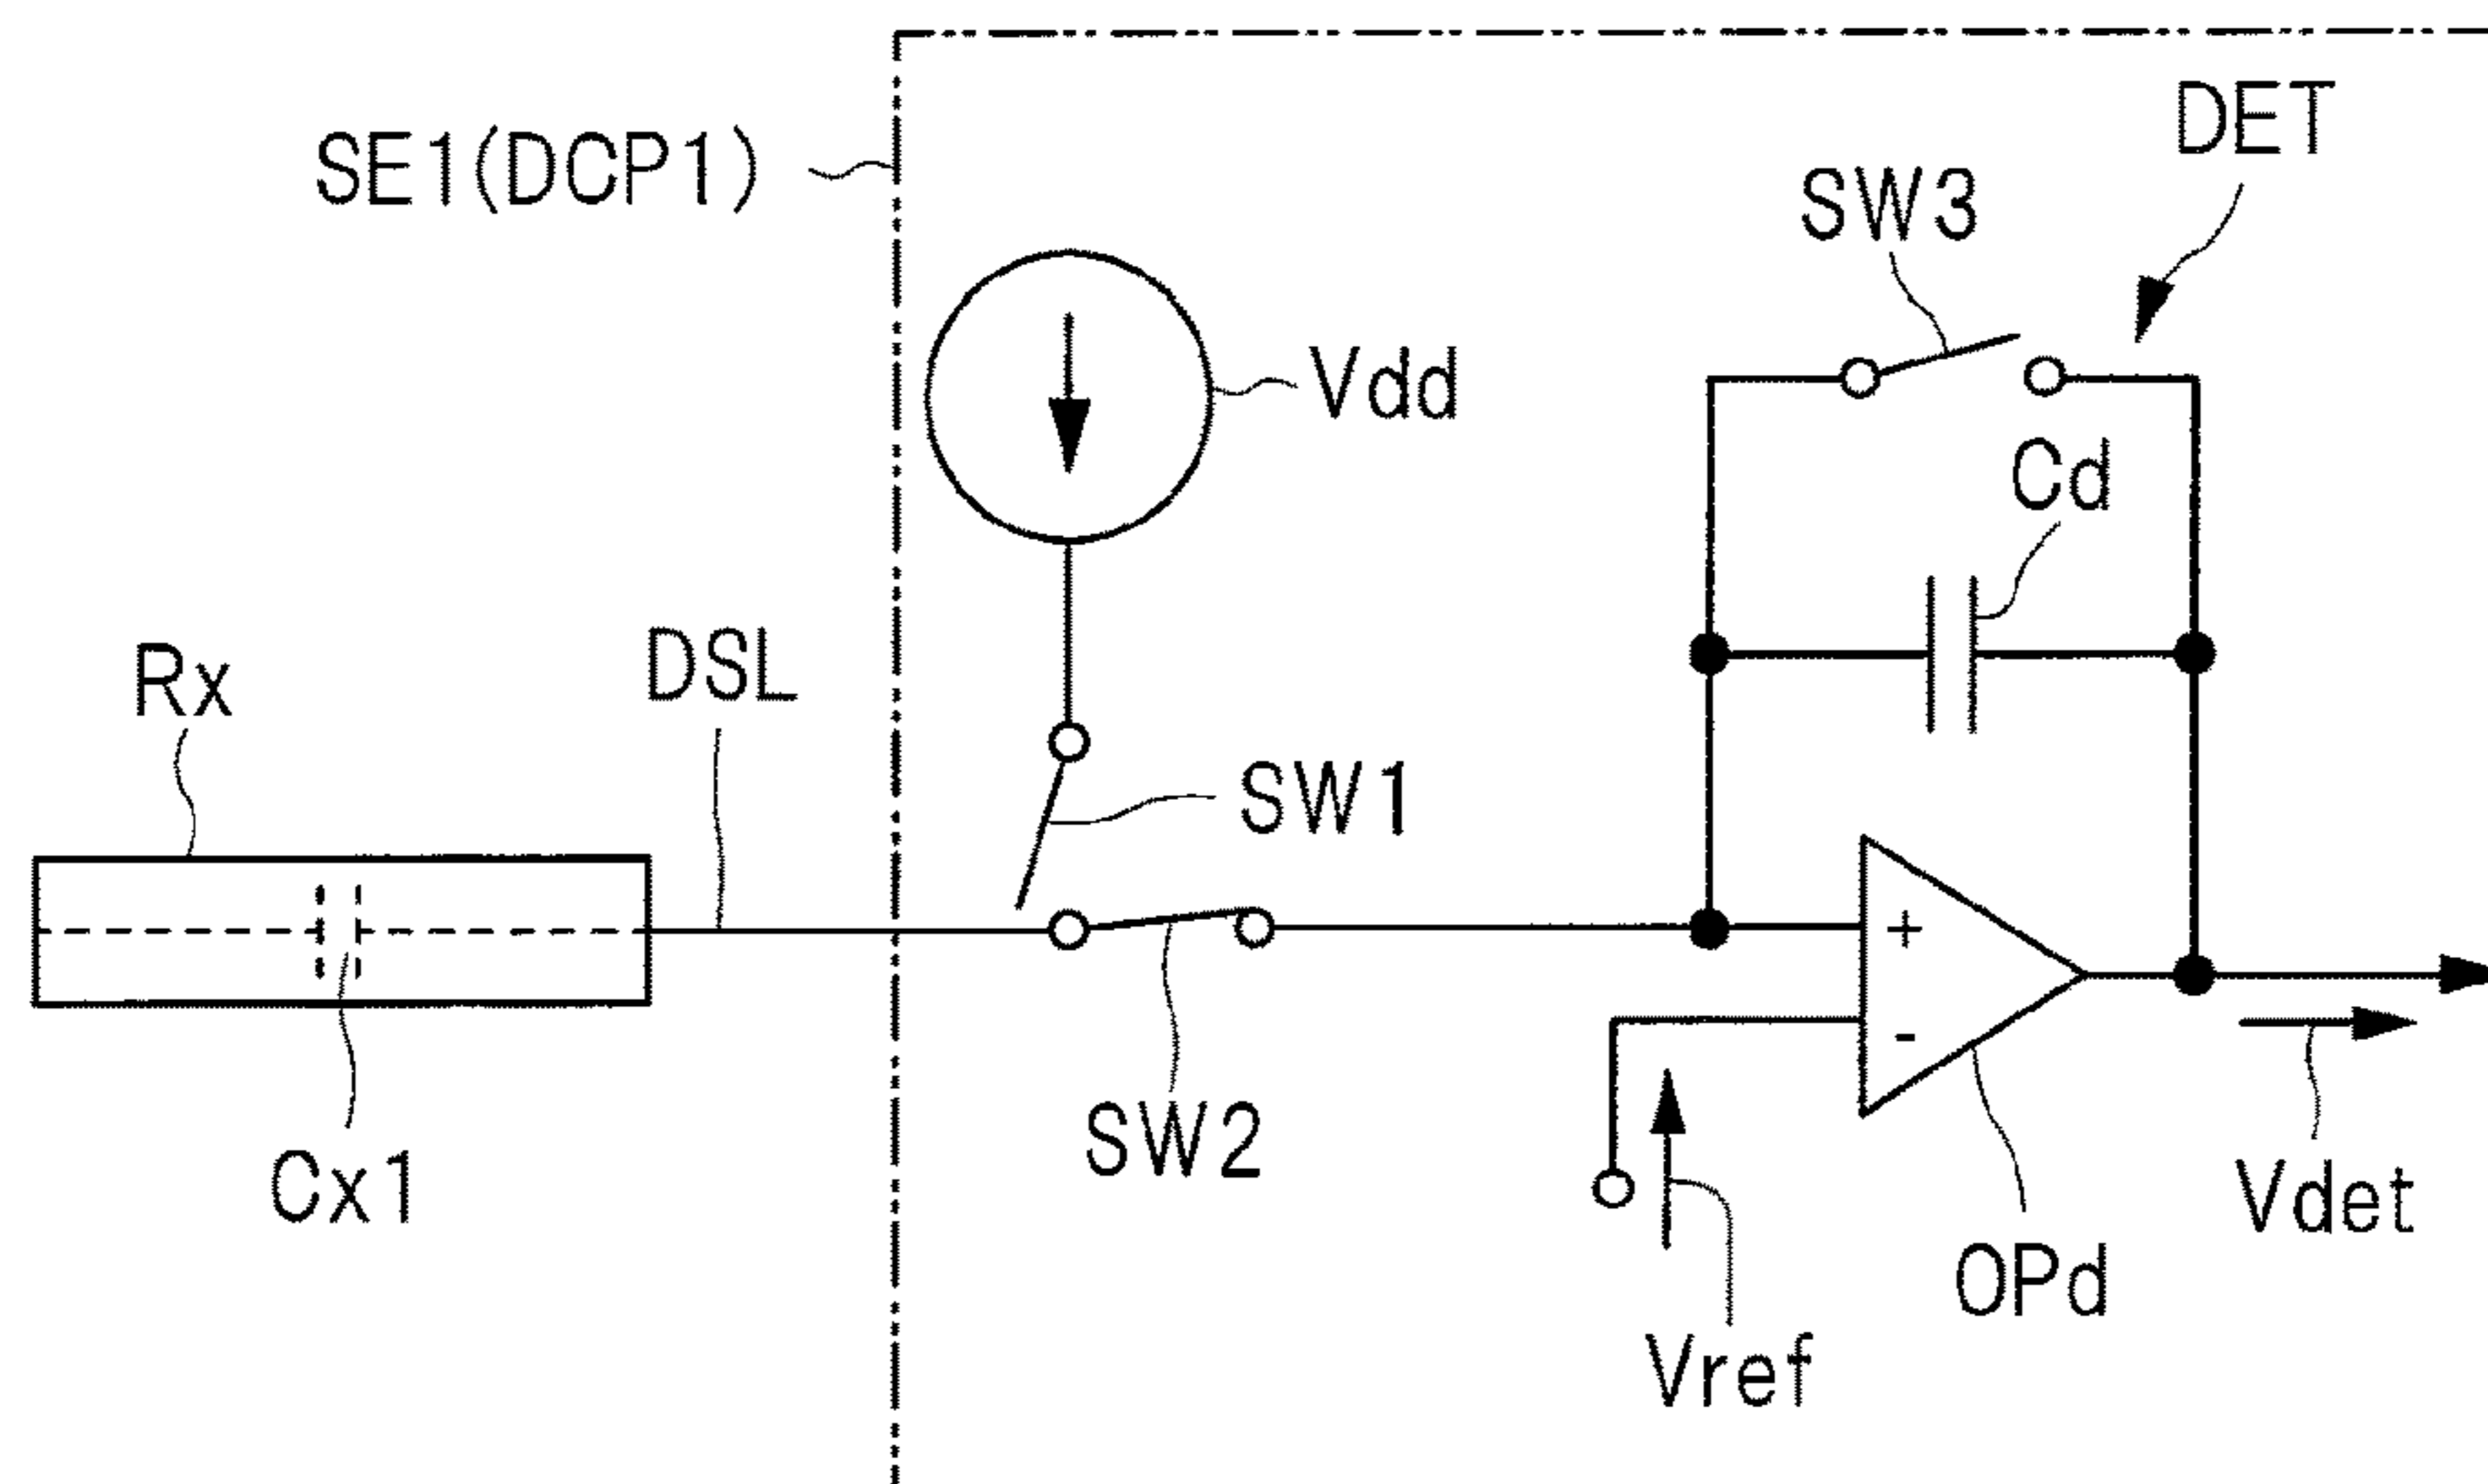 DET
SE1(DCP1)
SW3
Vdd
Cd
Rx
DSL
SW1
+
-
Cx1
SW2
Vdet
OPd
Vref